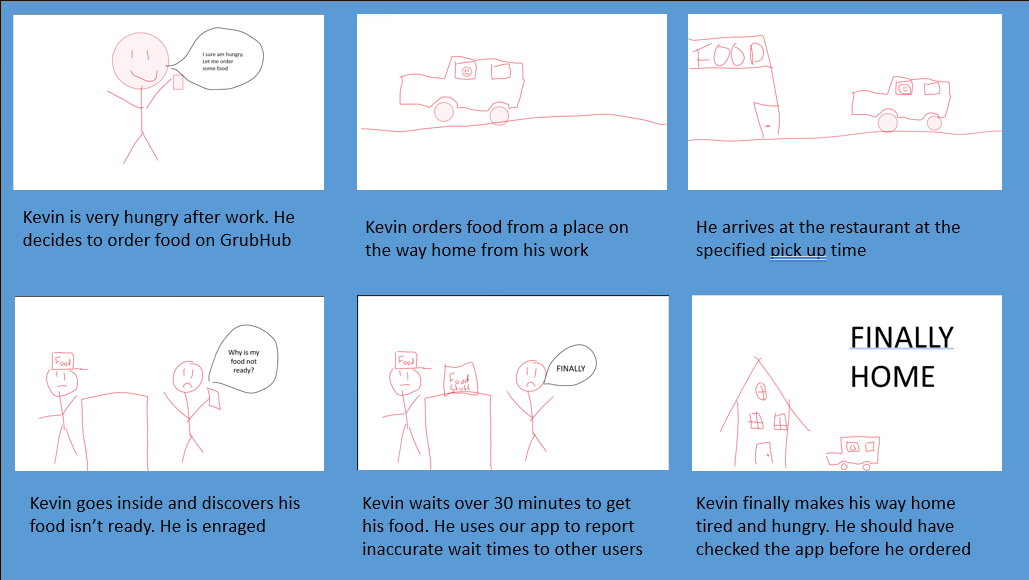 I sure am hungry.
Let me order
some food
FOOD
Kevin is very hungry after work. He
decides to order food on GrubHub
Kevin orders food from a place on
the way home from his work
He arrives at the restaurant at the
specified pick up time
Food
Why is my
food not
ready?
Food
Food
Stuff
FINALLY
FINALLY
HOME
Kevin goes inside and discovers his
food isn’t ready. He is enraged
Kevin waits over 30 minutes to get
his food. He uses our app to report
inaccurate wait times to other users
Kevin finally makes his way home
tired and hungry. He should have
checked the app before he ordered